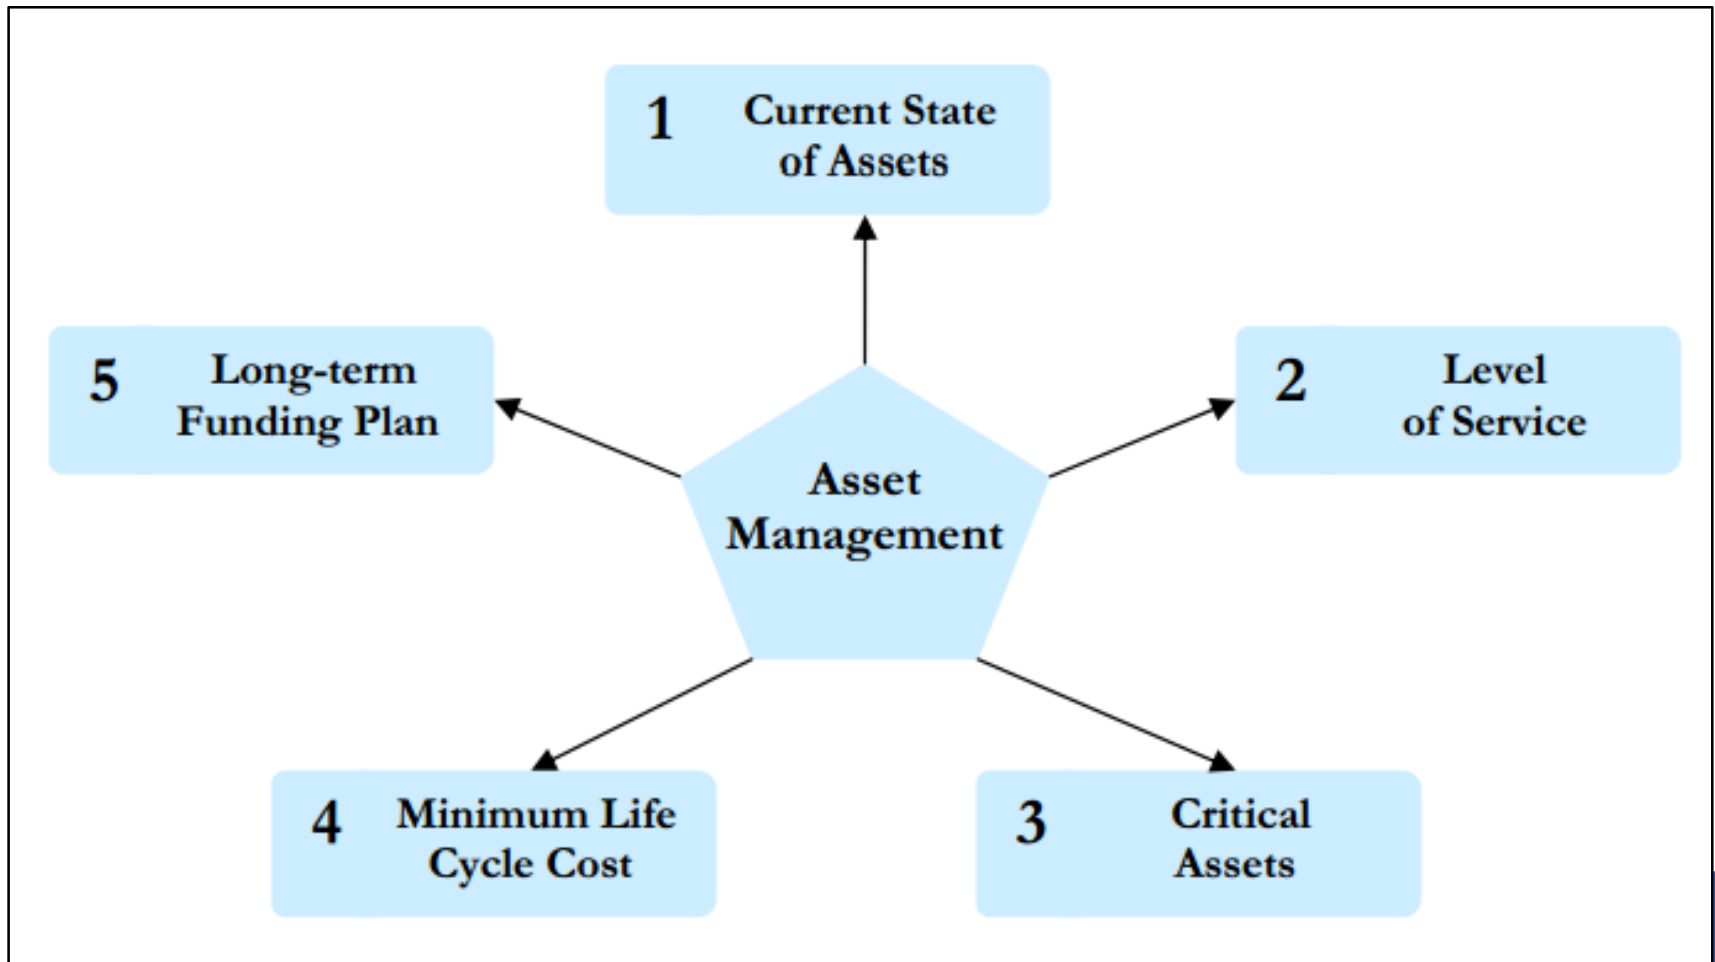 1
Current State
of Assets
2
Level
of Service
3
Critical
Assets
4
Minimum Life
Cycle Cost
5
Long-term
Funding Plan
Asset
Management